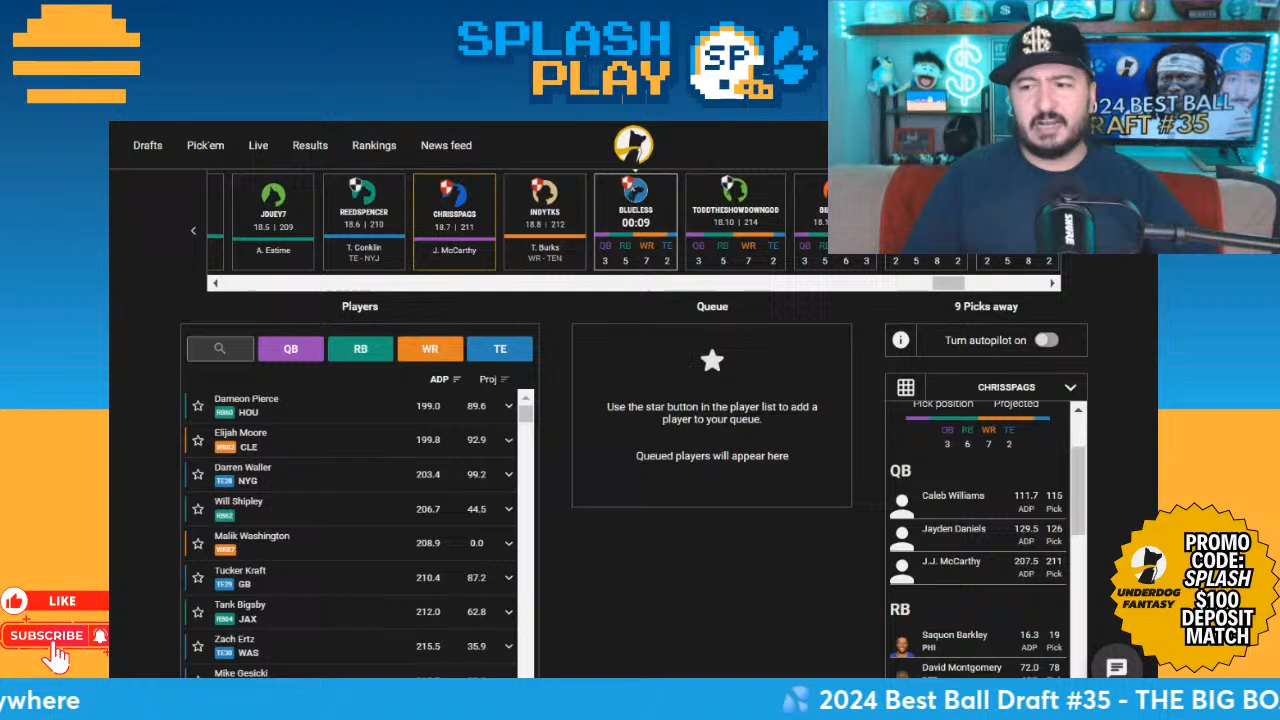 SPLASH
PLAY
SP
2024 BEST BALL
DRAFT #35
SHURE
Drafts
Pick'em
Live
Results
Rankings
News feed
JDUEY7
18.5 | 209
A. Estime
REEDSPENCER
18.6 | 210
T. Conklin
TE - NYJ
CHRISSPAGS
18.7 | 211
J. McCarthy
INDYTKS
18.8 | 212
T. Burks
WR - TEN
BLUELESS
00:09
QB RB WR TE
3 5 7 2
TODDTHESHOWDOWNGOD
18.10 | 214
QB RB WR TE
3 5 7 3
QB
3 5 6 3
2 5 8 2
2 5 8 2
Players
Queue
9 Picks away
QB
RB
WR
TE
ADP
Proj
Dameon Pierce
RB60 HOU
199.0
89.6
Elijah Moore
CLE
199.8
92.9
Darren Waller
NYG
203.4
99.2
Will Shipley
RB62
206.7
44.5
Malik Washington
WR87
208.9
0.0
Tucker Kraft
TE29 GB
210.4
87.2
Tank Bigsby
RB64 JAX
212.0
62.8
Zach Ertz
TE30 WAS
215.5
35.9
Mike Gesicki
Use the star button in the player list to add a
player to your queue.
Queued players will appear here
Turn autopilot on
CHRISSPAGS
Pick position
Projected
QB RB WR TE
3 6 7 2
QB
Caleb Williams
111.7 115
ADP Pick
Jayden Daniels
129.5 126
ADP Pick
J.J. McCarthy
207.5 211
ADP Pick
RB
Saquon Barkley
PHI
16.3 19
ADP Pick
David Montgomery
72.0 78
ADP Pick
LIKE
SUBSCRIBE
UNDERDOG
FANTASY
PROMO
CODE:
SPLASH
$100
DEPOSIT
MATCH
ywhere
2024 Best Ball Draft #35 - THE BIG BO